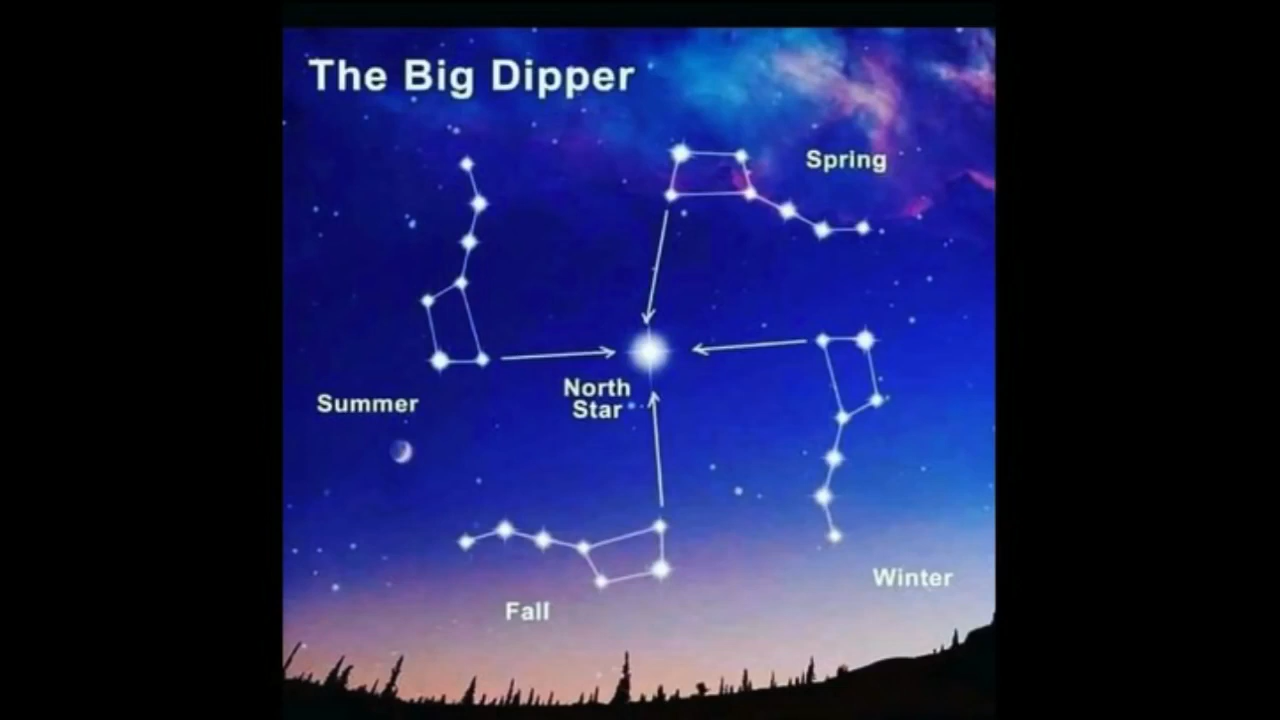 The Big Dipper
Spring
North
Star
Summer
Winter
Fall